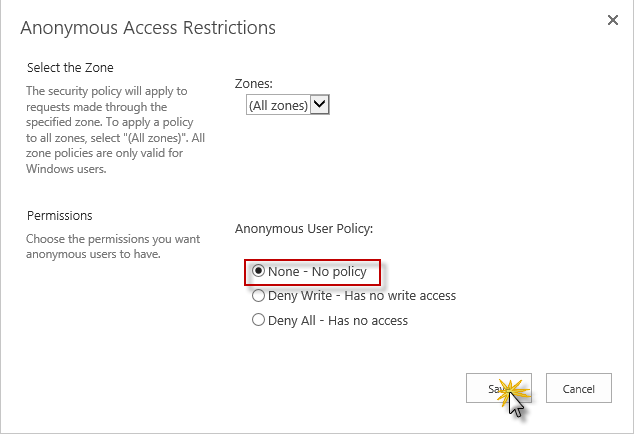 Anonymous Access Restrictions
Select the Zone
The security policy will apply to
requests made through the
specified zone. To apply a policy
to all zones, select "(All zones)". All
zone policies are only valid for
Windows users.
Zones:
(All zones)
Permissions
Choose the permissions you want
anonymous users to have.
Anonymous User Policy:
None - No policy
Deny Write - Has no write access
Deny All - Has no access
Cancel